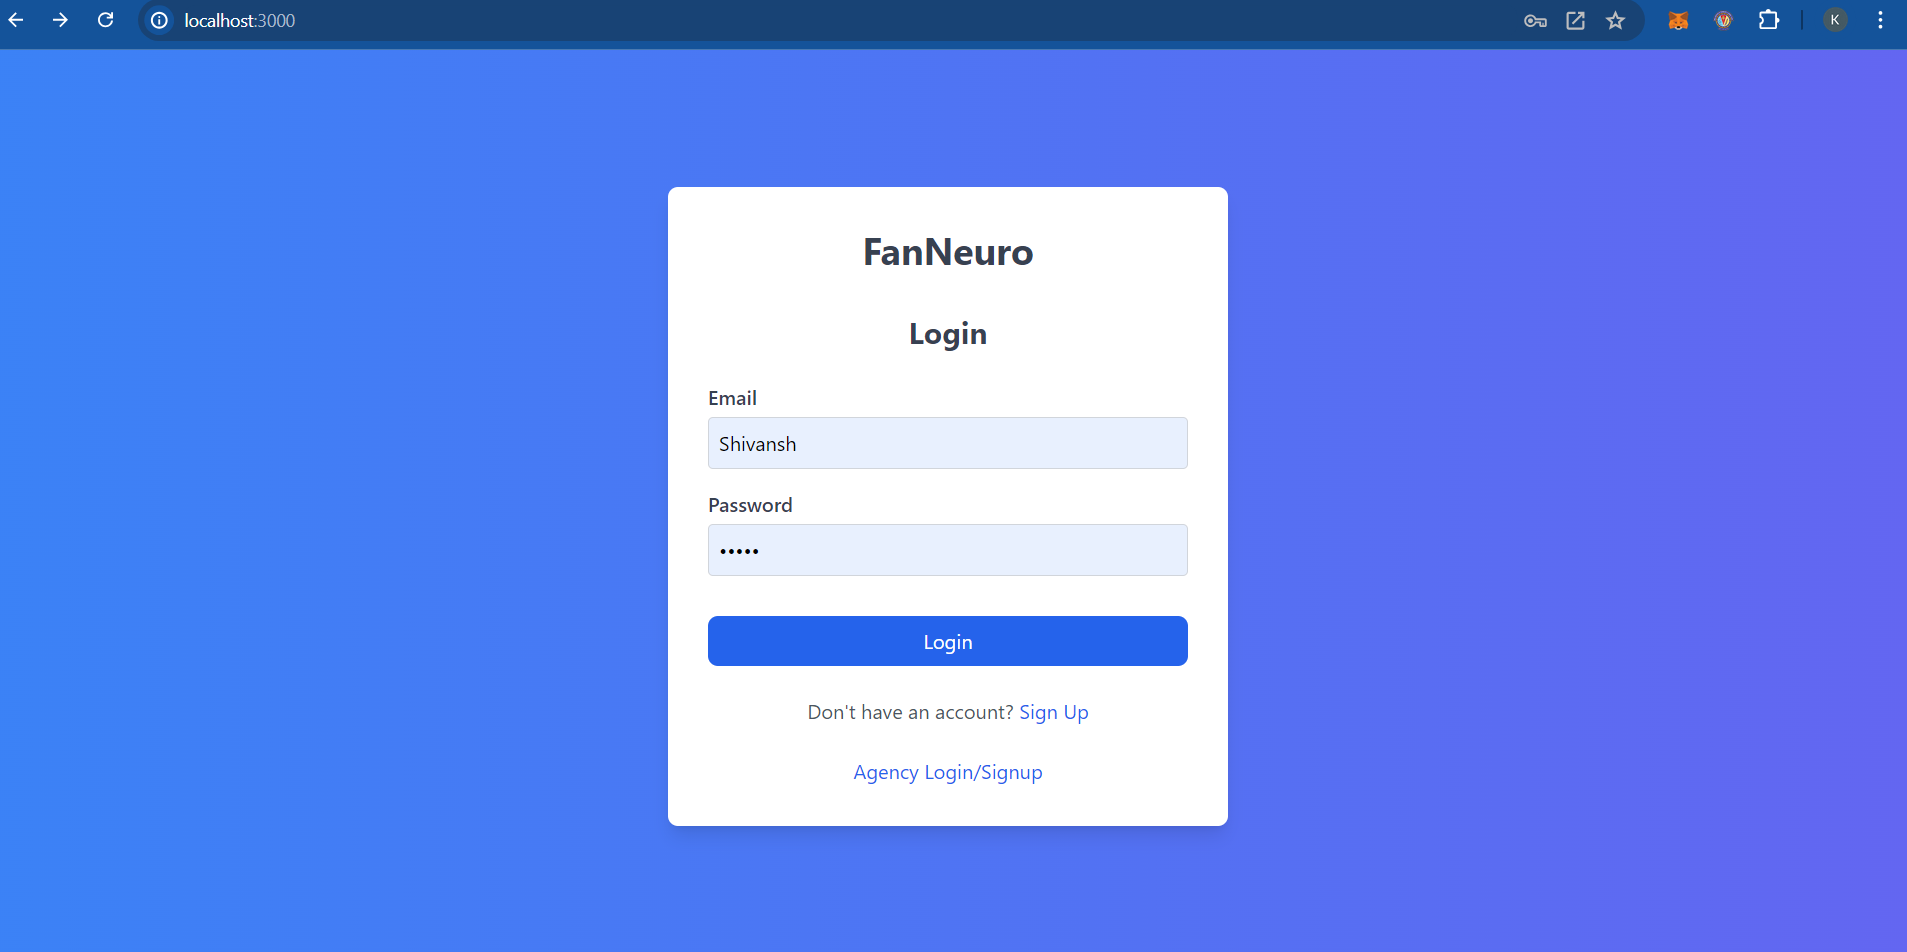 localhost:3000
K
FanNeuro
Login
Email
Shivansh
Password
•••••
Login
Don't have an account? Sign Up
Agency Login/Signup